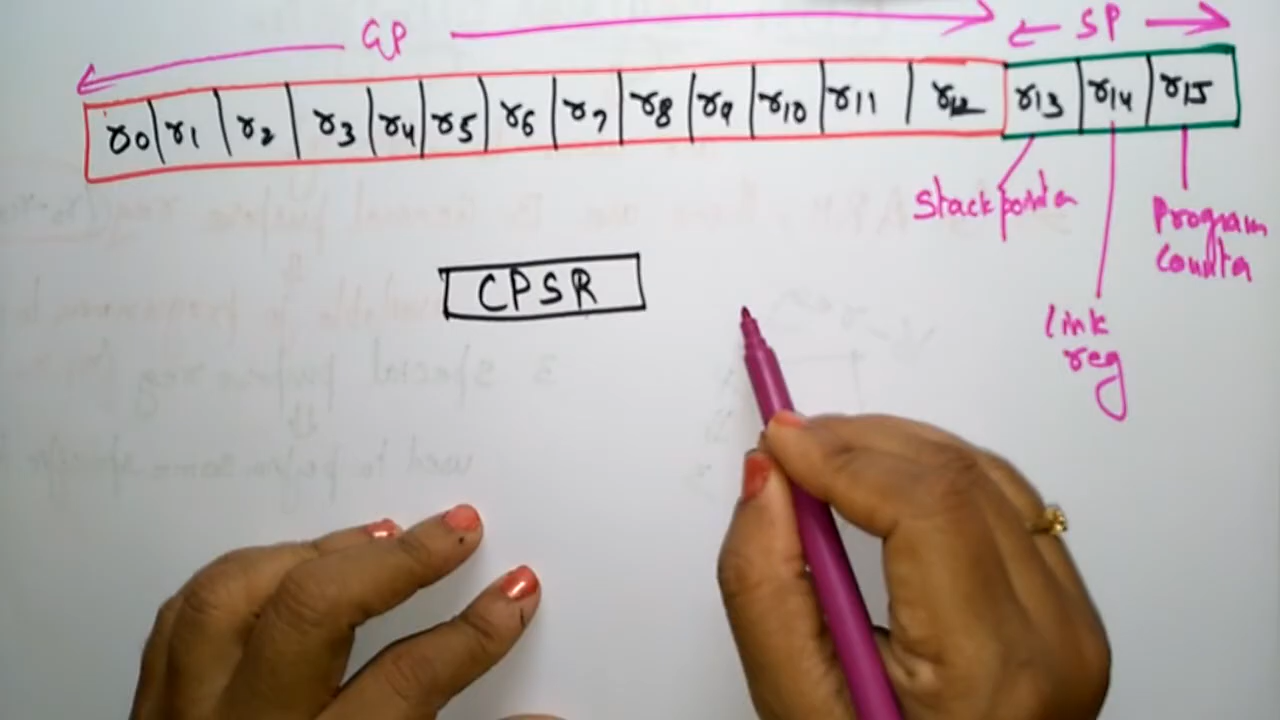 GP SP
r0 r1 r2 r3 r4 r5 r6 r7 r8 r9 r10 r11 r12 r13 r14 r15
Stack pointer
Program
Counter
CPSR
link
reg